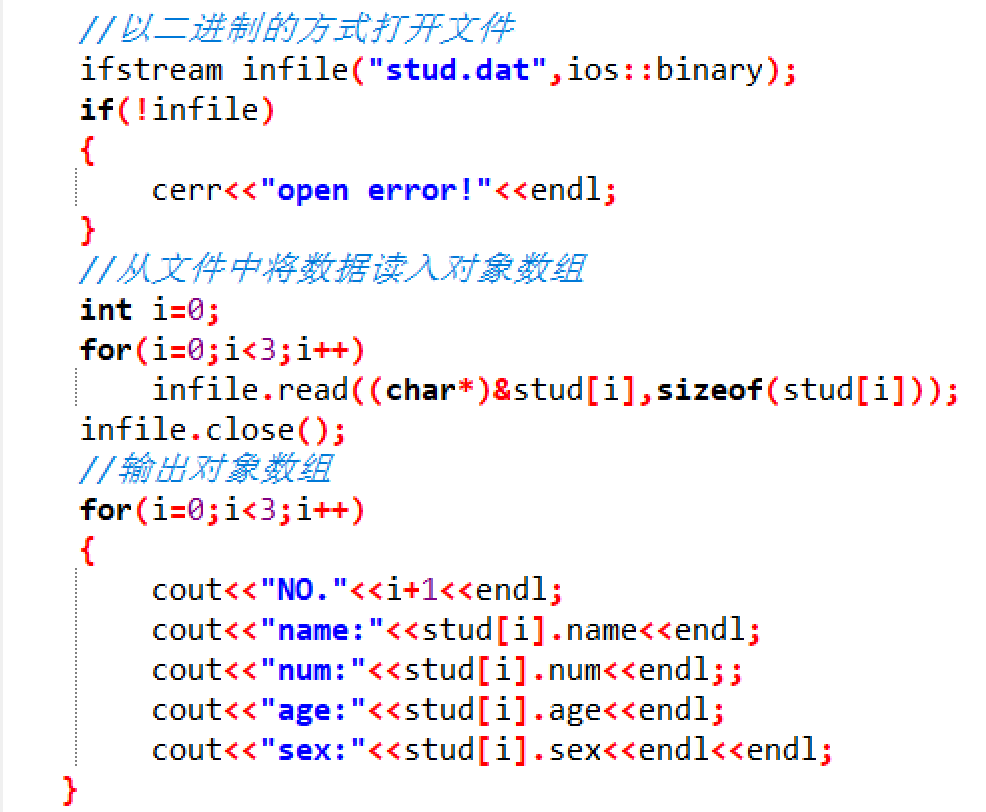 //以二进制的方式打开文件
ifstream infile("stud.dat",ios::binary);
if(!infile)
{
    cerr<<"open error!"<<endl;
}
//从文件中将数据读入对象数组
int i=0;
for(i=0;i<3;i++)
    infile.read((char*)&stud[i],sizeof(stud[i]));
infile.close();
//输出对象数组
for(i=0;i<3;i++)
{
    cout<<"NO."<<i+1<<endl;
    cout<<"name:"<<stud[i].name<<endl;
    cout<<"num:"<<stud[i].num<<endl;;
    cout<<"age:"<<stud[i].age<<endl;
    cout<<"sex:"<<stud[i].sex<<endl<<endl;
}